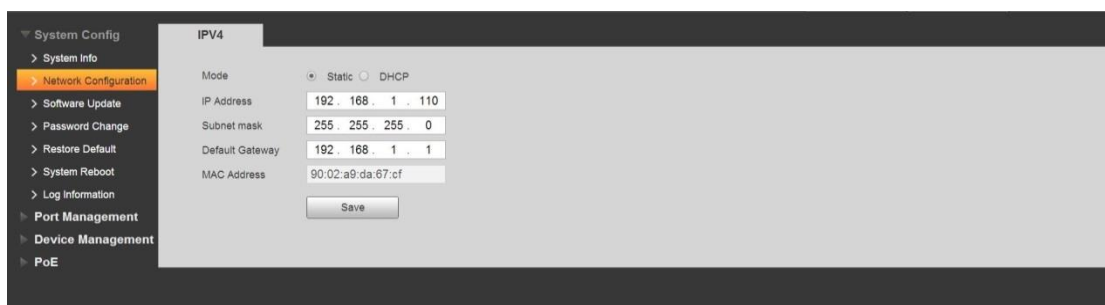 System Config
> System Info
> Network Configuration
> Software Update
> Password Change
> Restore Default
> System Reboot
> Log Information
Port Management
Device Management
PoE
IPV4
Mode Static DHCP
IP Address 192 . 168 . 1 . 110
Subnet mask 255 . 255 . 255 . 0
Default Gateway 192 . 168 . 1 . 1
MAC Address 90:02:a9:da:67:cf
Save